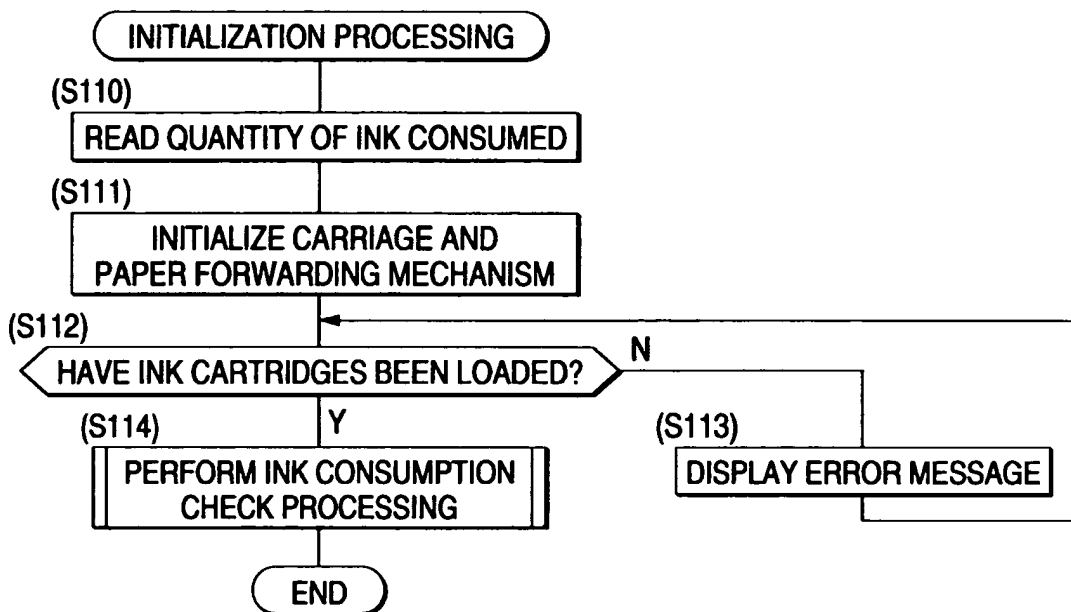 INITIALIZATION PROCESSING
(S110)
READ QUANTITY OF INK CONSUMED
(S111)
INITIALIZE CARRIAGE AND
PAPER FORWARDING MECHANISM
(S112)
HAVE INK CARTRIDGES BEEN LOADED?
N
Y
(S114)
PERFORM INK CONSUMPTION
CHECK PROCESSING
(S113)
DISPLAY ERROR MESSAGE
END